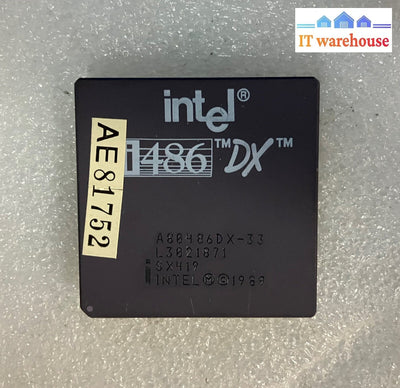 IT warehouse
intel®
i486™ DX™
AE81752
A80486DX-33
L3021871
SX419
INTEL Ⓜ © 1989